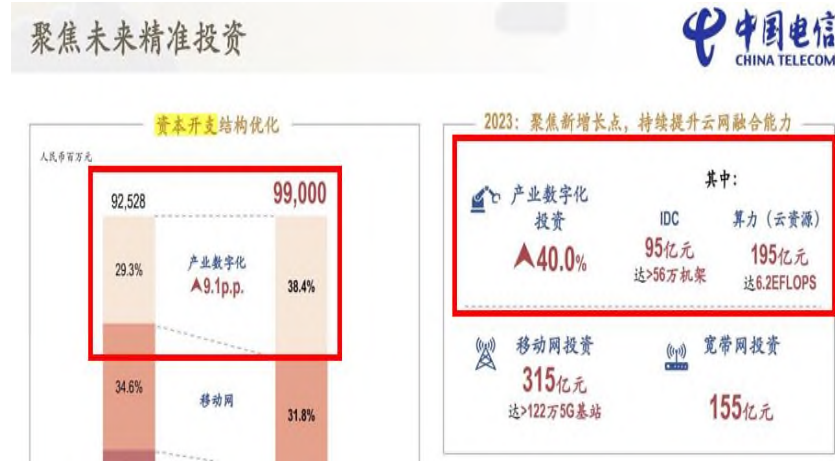 聚焦未来精准投资
中国电信
CHINA TELECOM
资本开支结构优化
人民币百万元
92,528
99,000
29.3%
产业数字化
▲9.1p.p.
38.4%
34.6%
移动网
31.8%
2023：聚焦新增长点，持续提升云网融合能力
产业数字化
投资
▲40.0%
其中：
IDC
95亿元
达>56万机架
算力（云资源）
195亿元
达6.2EFLOPS
移动网投资
315亿元
达>122万5G基站
宽带网投资
155亿元